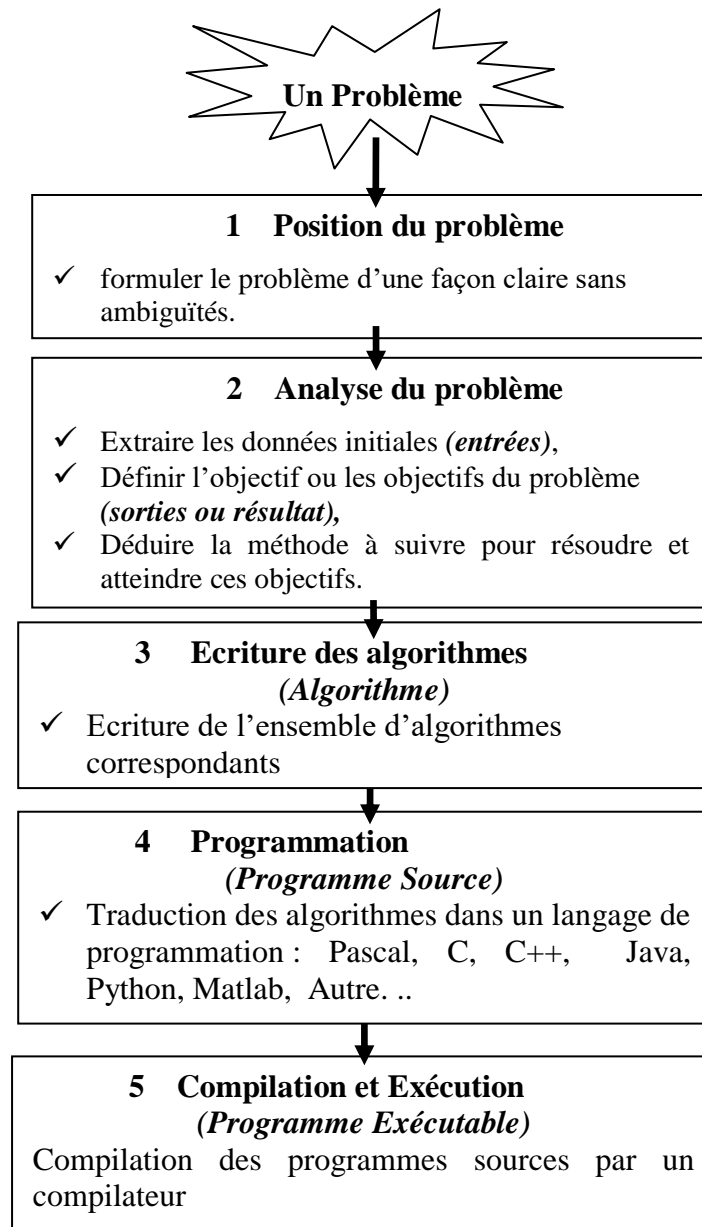 Un Problème
1 Position du problème
✓ formuler le problème d'une façon claire sans
ambiguïtés.
2 Analyse du problème
✓ Extraire les données initiales (entrées),
✓ Définir l'objectif ou les objectifs du problème
(sorties ou résultat),
✓ Déduire la méthode à suivre pour résoudre et
atteindre ces objectifs.
3 Ecriture des algorithmes
(Algorithme)
✓ Ecriture de l'ensemble d'algorithmes
correspondants
4 Programmation
(Programme Source)
✓ Traduction des algorithmes dans un langage de
programmation : Pascal, C, C++, Java,
Python, Matlab, Autre. ..
5 Compilation et Exécution
(Programme Exécutable)
Compilation des programmes sources par un
compilateur